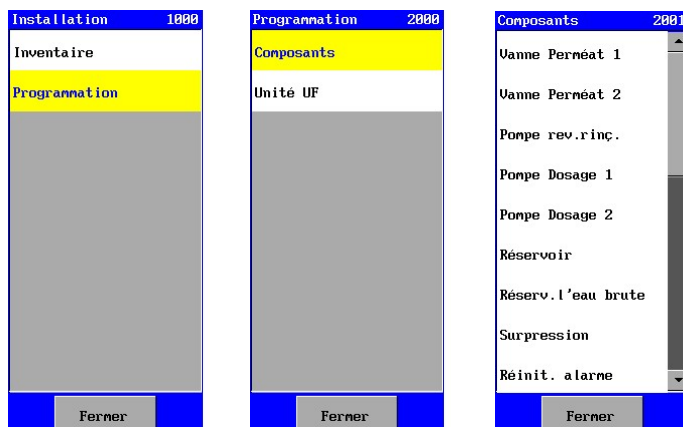 Installation 1000
Inventaire
Programmation
Fermer
Programmation 2000
Composants
Unité UF
Fermer
Composants 2001
Vanne Perméat 1
Vanne Perméat 2
Pompe rev.rinç.
Pompe Dosage 1
Pompe Dosage 2
Réservoir
Réserv.l'eau brute
Surpression
Réinit. alarme
Fermer